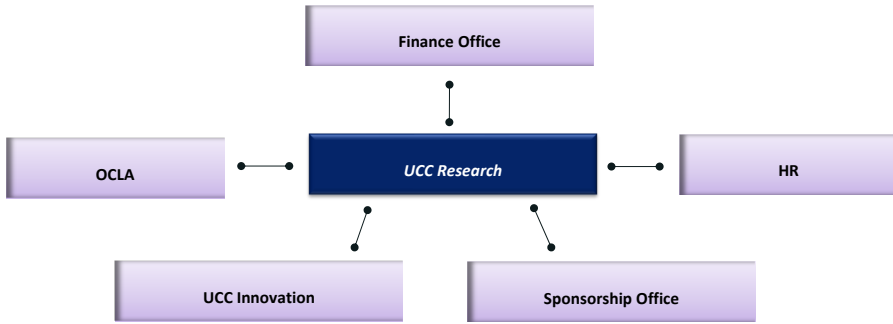 Finance Office
OCLA
UCC Research
HR
UCC Innovation
Sponsorship Office